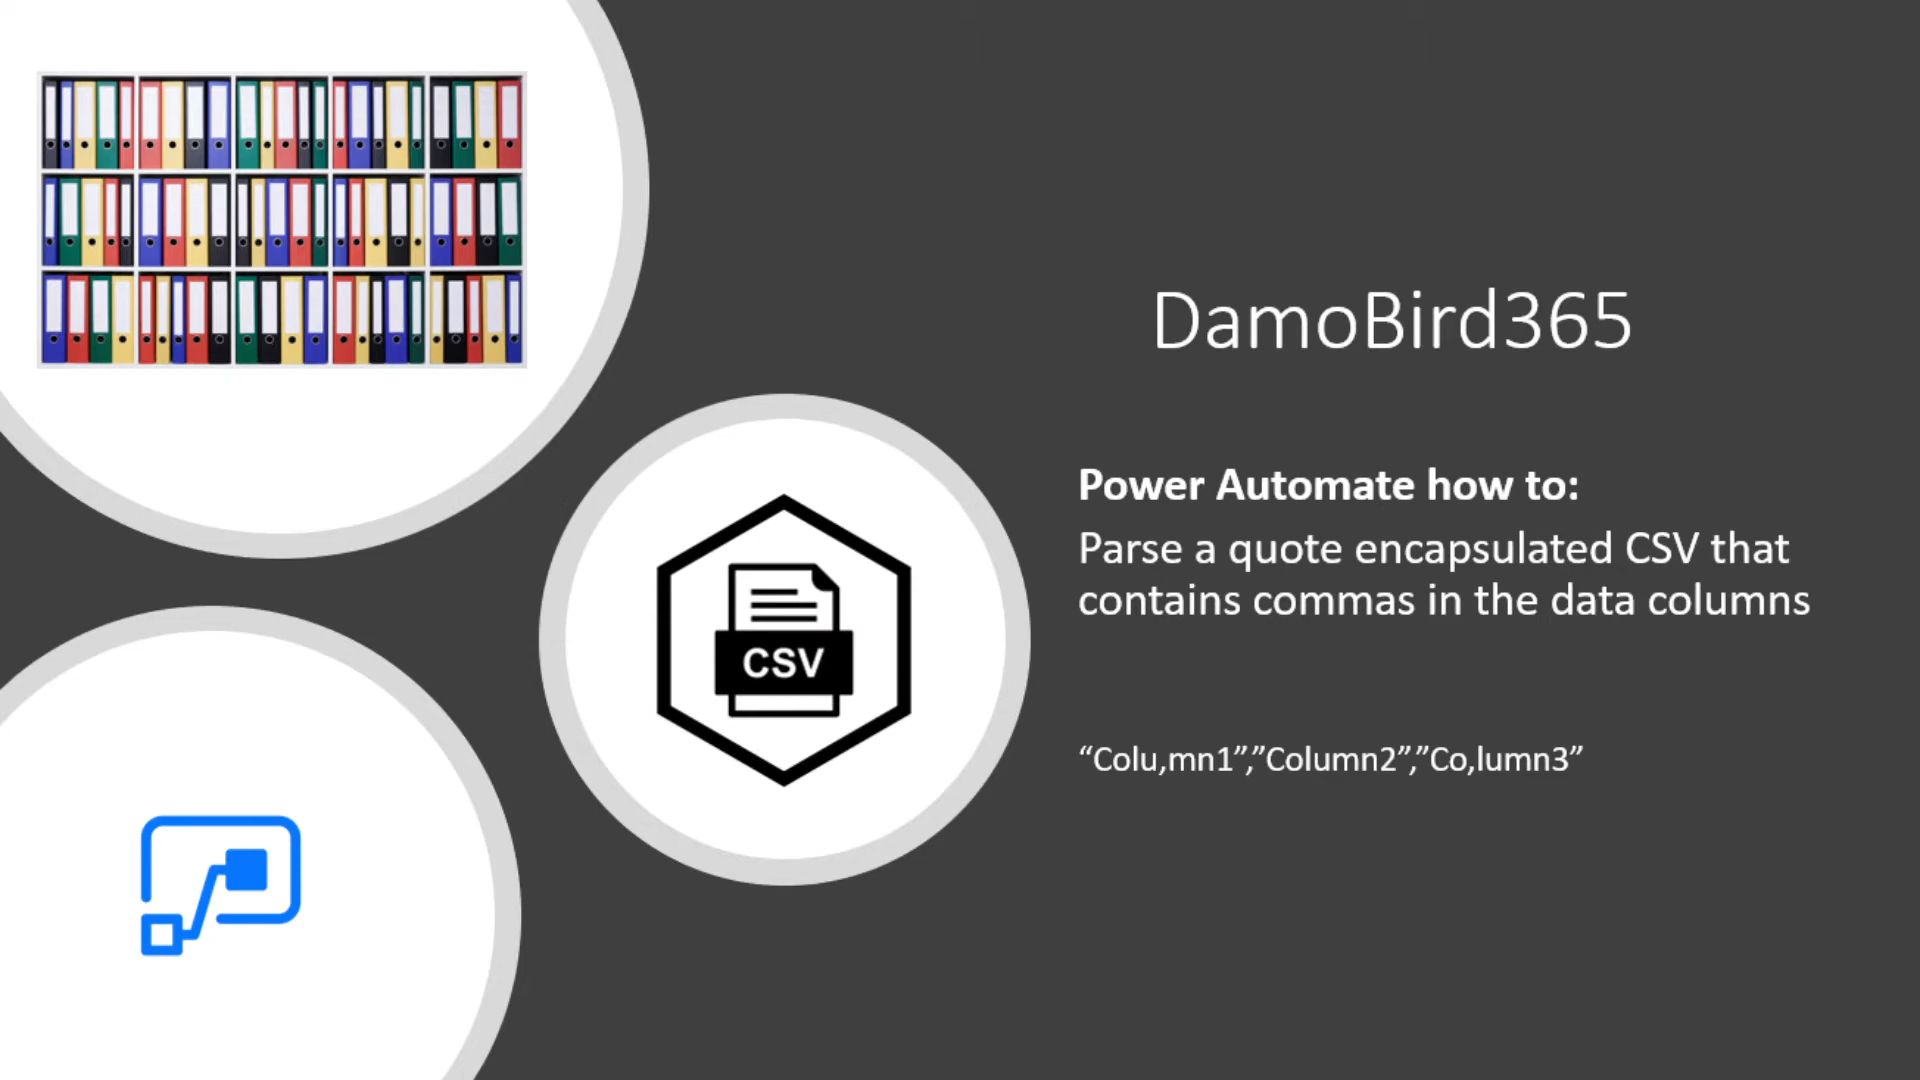 DamoBird365
Power Automate how to:
Parse a quote encapsulated CSV that
contains commas in the data columns
CSV
“Colu,mn1”,”Column2”,”Co,lumn3”